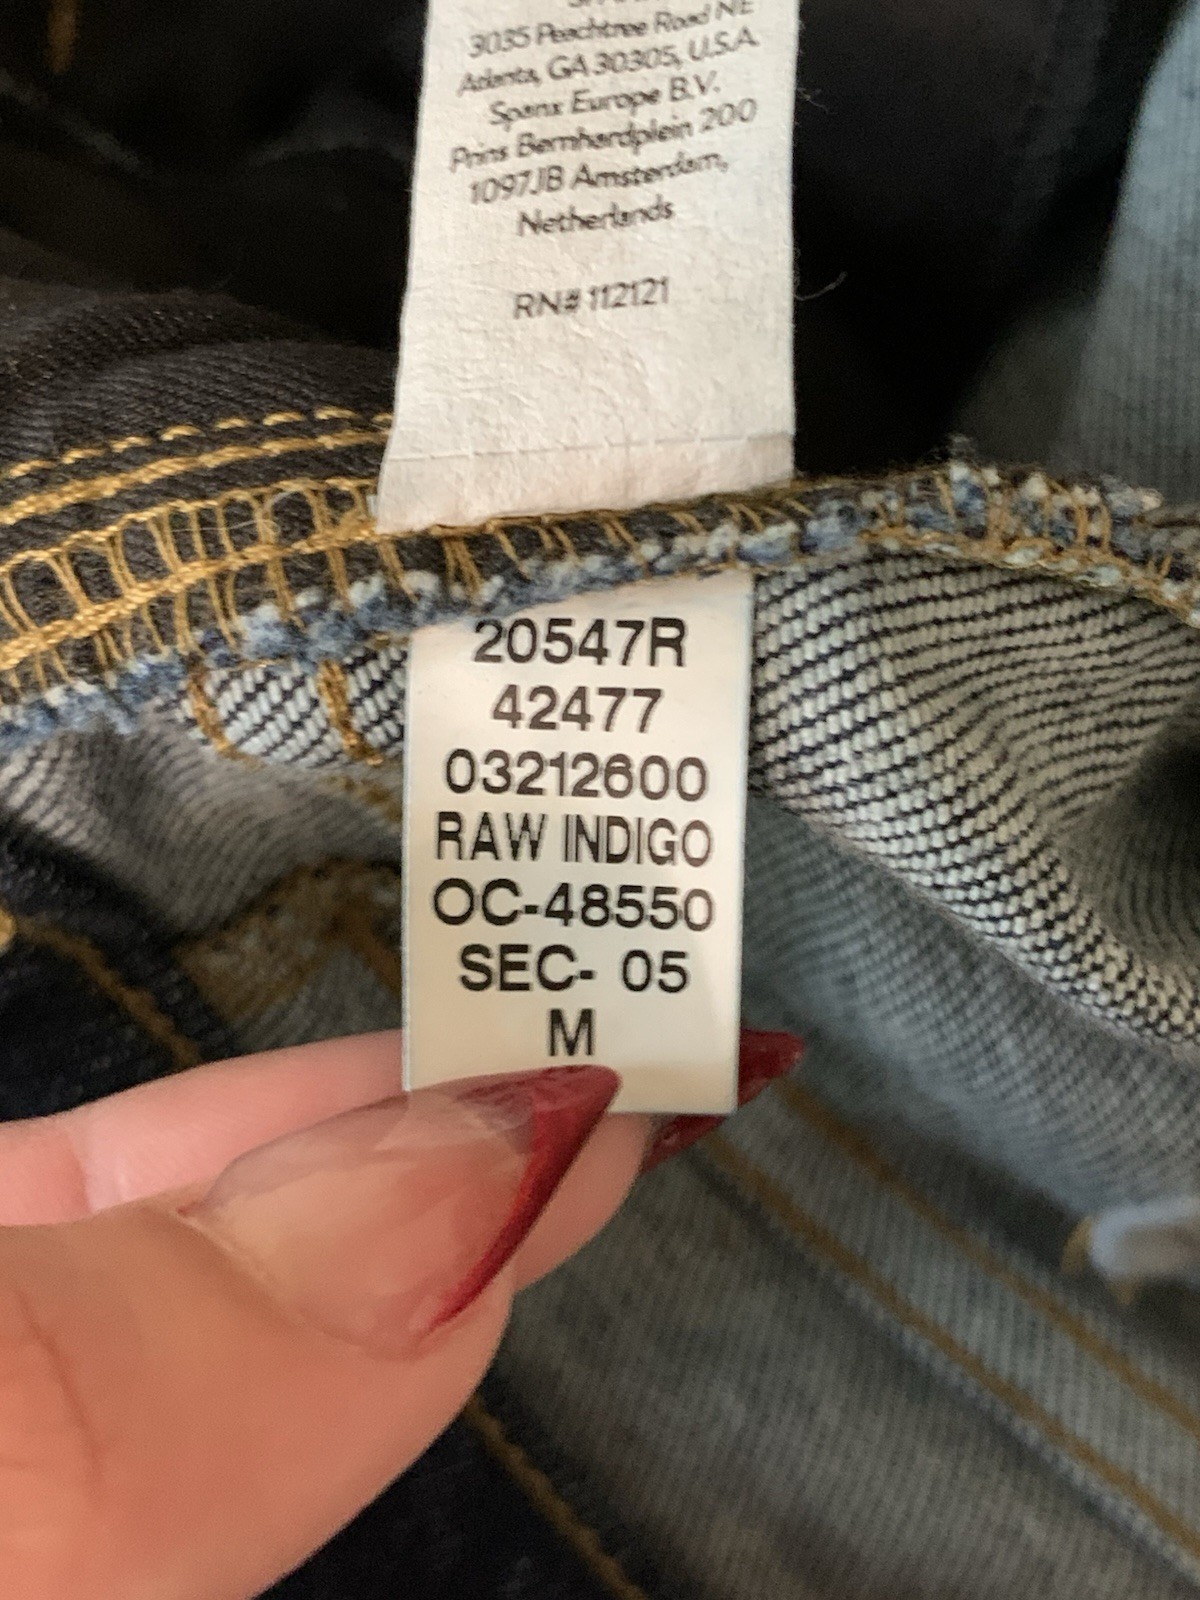 3035 Peachtree Road NE
Atlanta, GA 30305, U.S.A.
Spanx Europe B.V.
Prins Bernhardplein 200
1097JB Amsterdam,
Netherlands
RN# 112121
20547R
42477
03212600
RAW INDIGO
OC-48550
SEC- 05
M